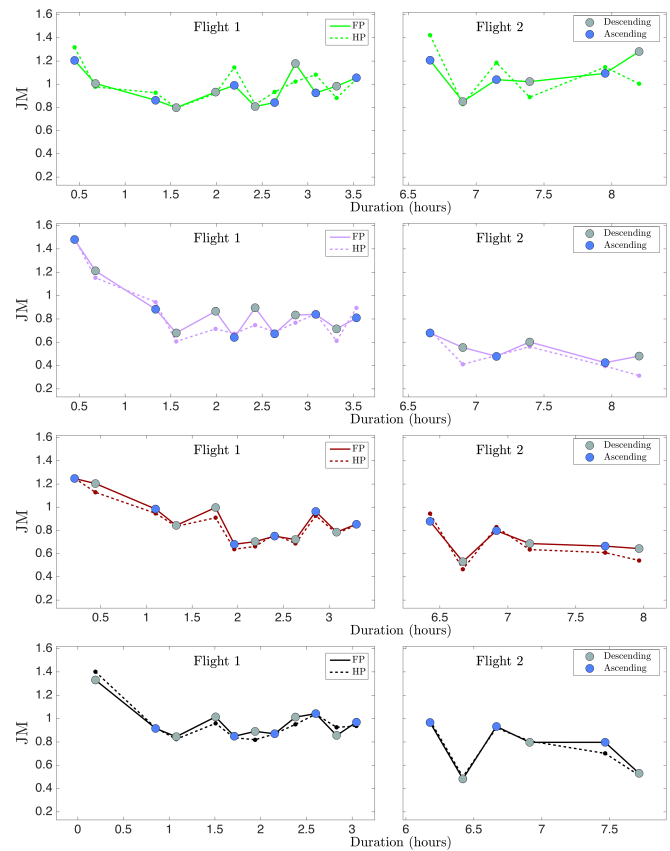 Flight 1
FP
HP
Flight 2
Descending
Ascending
JM
1.6
1.4
1.2
1
0.8
0.6
0.4
0.2
0.5 1 1.5 2 2.5 3 3.5
6.5 7 7.5 8
Duration (hours)
Flight 1
FP
HP
Flight 2
Descending
Ascending
JM
1.6
1.4
1.2
1
0.8
0.6
0.4
0.2
0.5 1 1.5 2 2.5 3 3.5
6.5 7 7.5 8
Duration (hours)
Flight 1
FP
HP
Flight 2
Descending
Ascending
JM
1.6
1.4
1.2
1
0.8
0.6
0.4
0.2
0.5 1 1.5 2 2.5 3
6.5 7 7.5 8
Duration (hours)
Flight 1
FP
HP
Flight 2
Descending
Ascending
JM
1.6
1.4
1.2
1
0.8
0.6
0.4
0.2
0 0.5 1 1.5 2 2.5 3
6 6.5 7 7.5
Duration (hours)